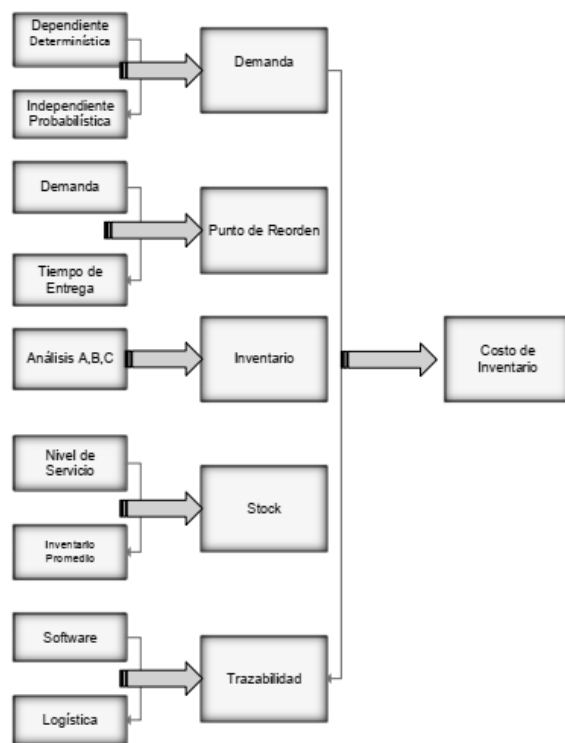 Dependiente
Determinística
Demanda
Independiente
Probabilística
Demanda
Punto de Reorden
Tiempo de
Entrega
Análisis A,B,C
Inventario
Costo de
Inventario
Nivel de
Servicio
Stock
Inventario
Promedio
Software
Trazabilidad
Logística